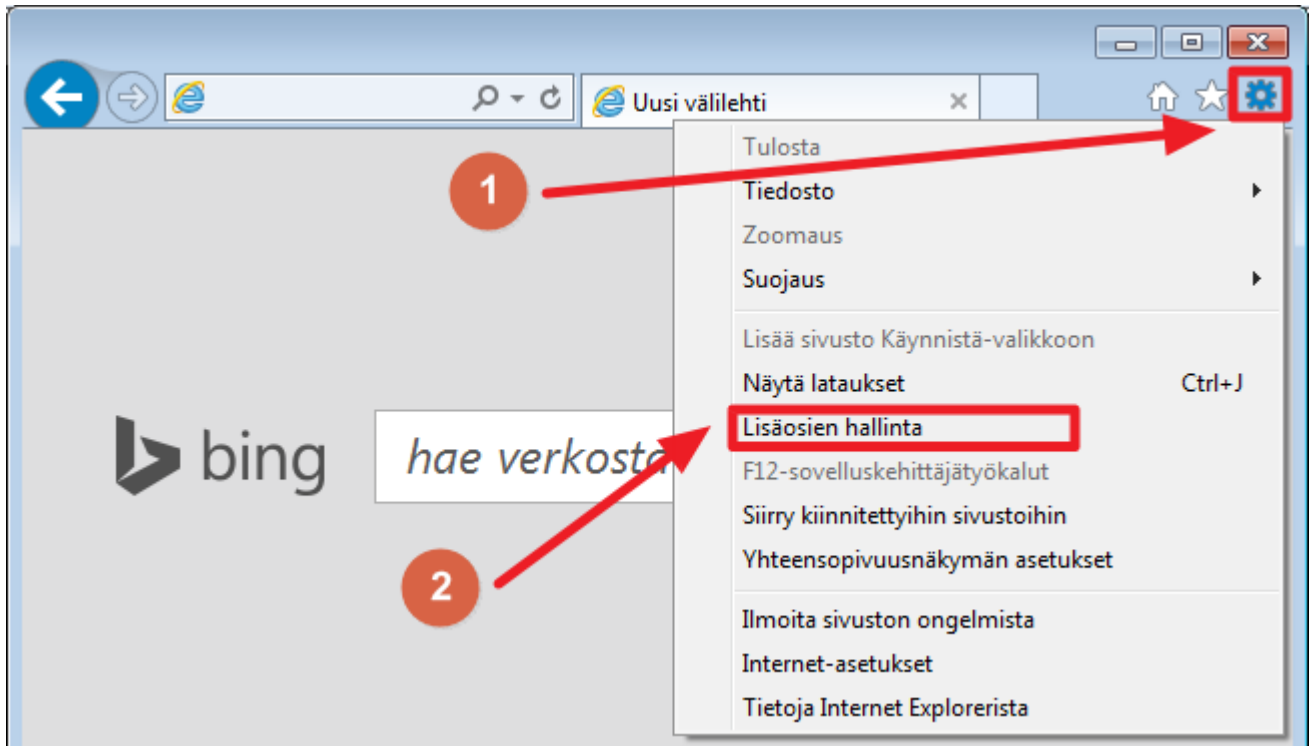 Uusi välilehti
1
Tulosta
Tiedosto
Zoomaus
Suojaus
Lisää sivusto Käynnistä-valikkoon
Näytä lataukset Ctrl+J
Lisäosien hallinta
F12-sovelluskehittäjätyökalut
Siirry kiinnitettyihin sivustoihin
Yhteensopivuusnäkymän asetukset
Ilmoita sivuston ongelmista
Internet-asetukset
Tietoja Internet Explorerista
bing
hae verkosta
2